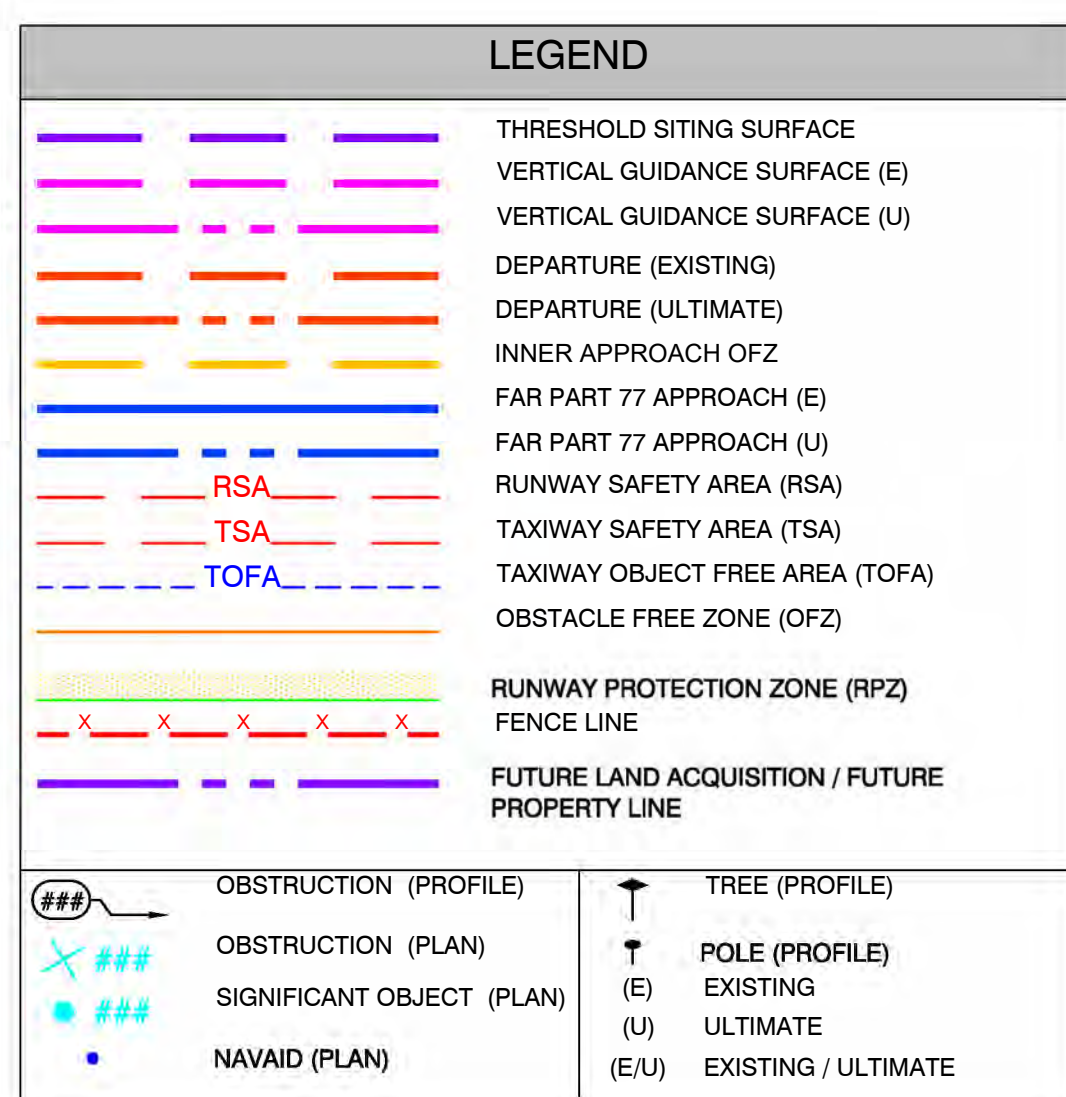 LEGEND
THRESHOLD SITING SURFACE
VERTICAL GUIDANCE SURFACE (E)
VERTICAL GUIDANCE SURFACE (U)
DEPARTURE (EXISTING)
DEPARTURE (ULTIMATE)
INNER APPROACH OFZ
FAR PART 77 APPROACH (E)
FAR PART 77 APPROACH (U)
RSA RUNWAY SAFETY AREA (RSA)
TSA TAXIWAY SAFETY AREA (TSA)
TOFA TAXIWAY OBJECT FREE AREA (TOFA)
OBSTACLE FREE ZONE (OFZ)
RUNWAY PROTECTION ZONE (RPZ)
X X X X X FENCE LINE
FUTURE LAND ACQUISITION / FUTURE
PROPERTY LINE
### OBSTRUCTION (PROFILE)
### OBSTRUCTION (PLAN)
### SIGNIFICANT OBJECT (PLAN)
NAVAID (PLAN)
TREE (PROFILE)
POLE (PROFILE)
(E) EXISTING
(U) ULTIMATE
(E/U) EXISTING / ULTIMATE